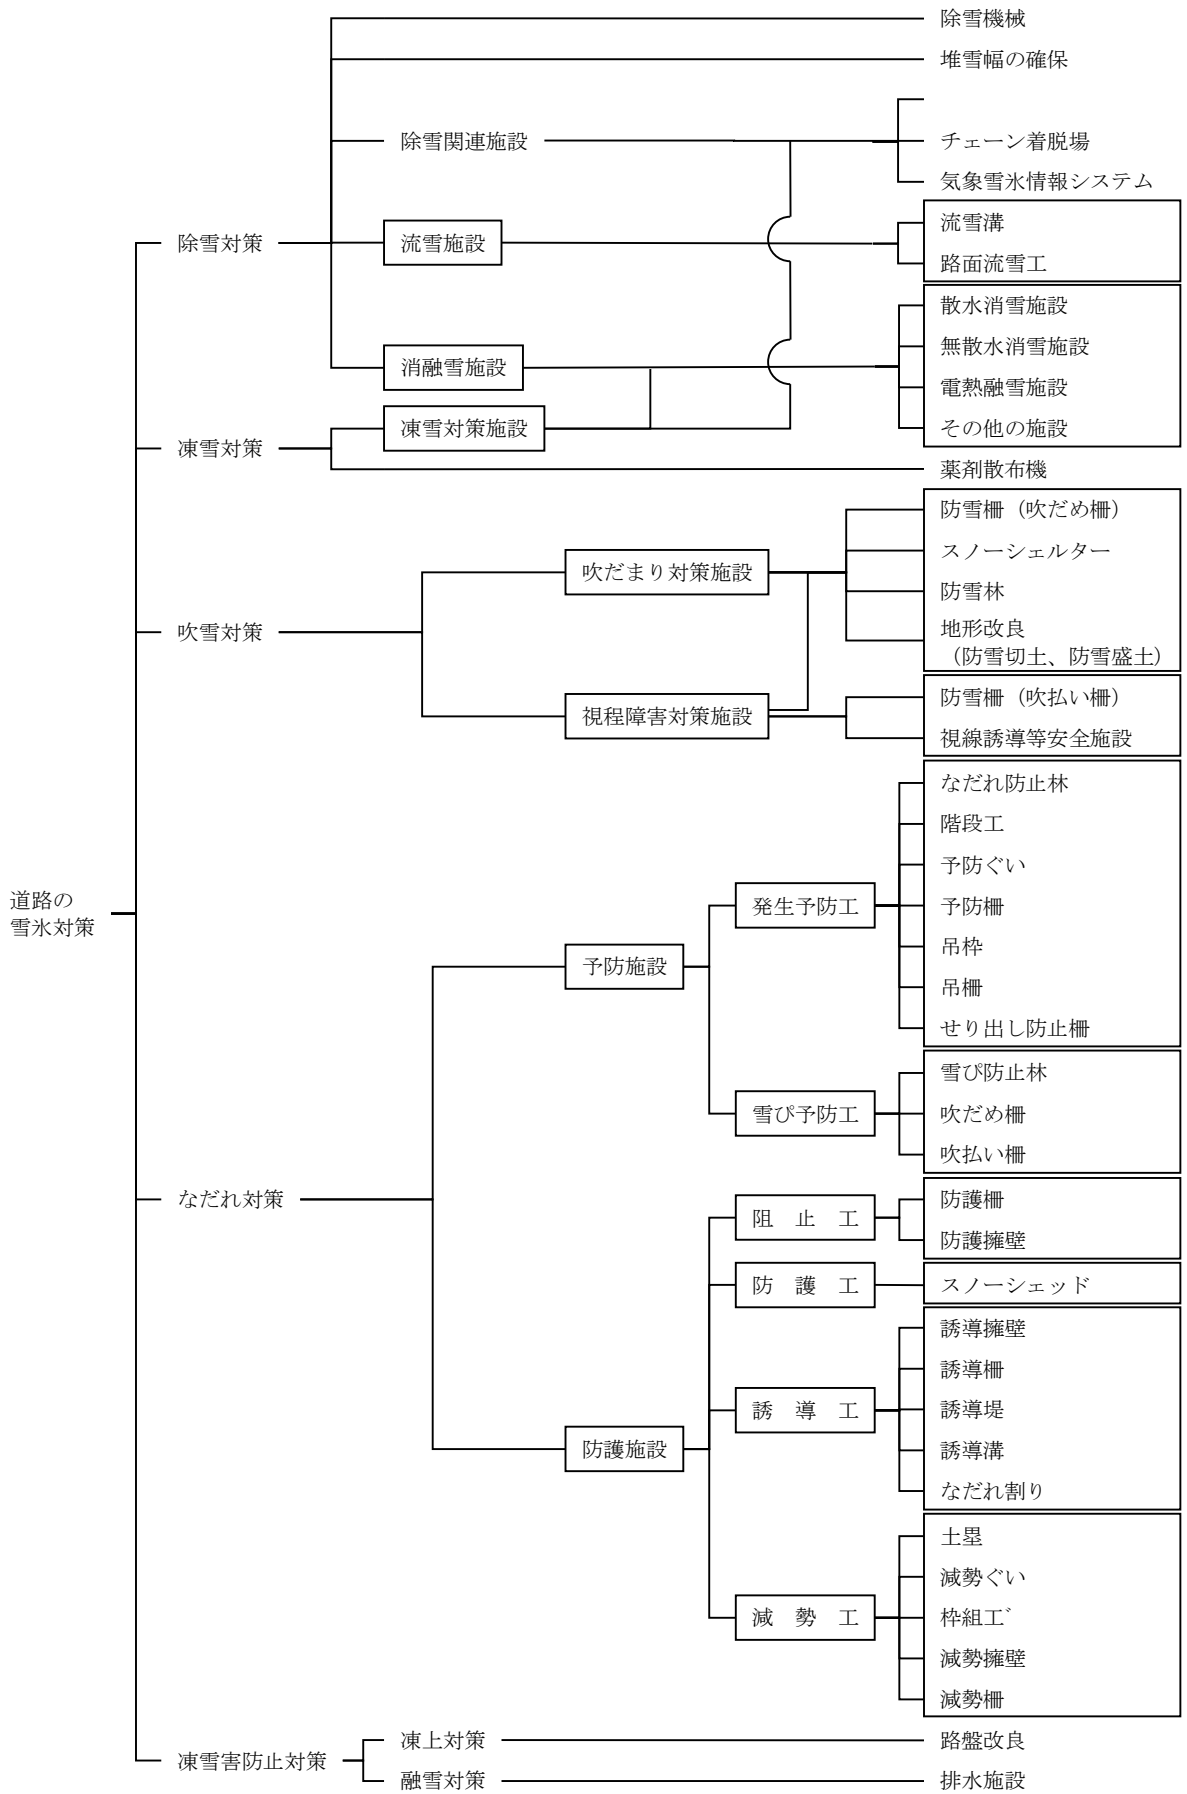 除雪機械
堆雪幅の確保
除雪関連施設
チェーン着脱場
気象雪氷情報システム
除雪対策
流雪施設
流雪溝
路面流雪工
消融雪施設
散水消雪施設
無散水消雪施設
電熱融雪施設
その他の施設
凍雪対策
凍雪対策施設
薬剤散布機
吹雪対策
吹だまり対策施設
防雪柵（吹だめ柵）
スノーシェルター
防雪林
地形改良
（防雪切土、防雪盛土）
視程障害対策施設
防雪柵（吹払い柵）
視線誘導等安全施設
道路の
雪氷対策
なだれ対策
予防施設
発生予防工
なだれ防止林
階段工
予防ぐい
予防柵
吊枠
吊柵
せり出し防止柵
雪ぴ予防工
雪ぴ防止林
吹だめ柵
吹払い柵
防護施設
阻　止　工
防護柵
防護擁壁
防　護　工
スノーシェッド
誘　導　工
誘導擁壁
誘導柵
誘導堤
誘導溝
なだれ割り
減　勢　工
土塁
減勢ぐい
枠組工゛
減勢擁壁
減勢柵
凍雪害防止対策
凍上対策
路盤改良
融雪対策
排水施設